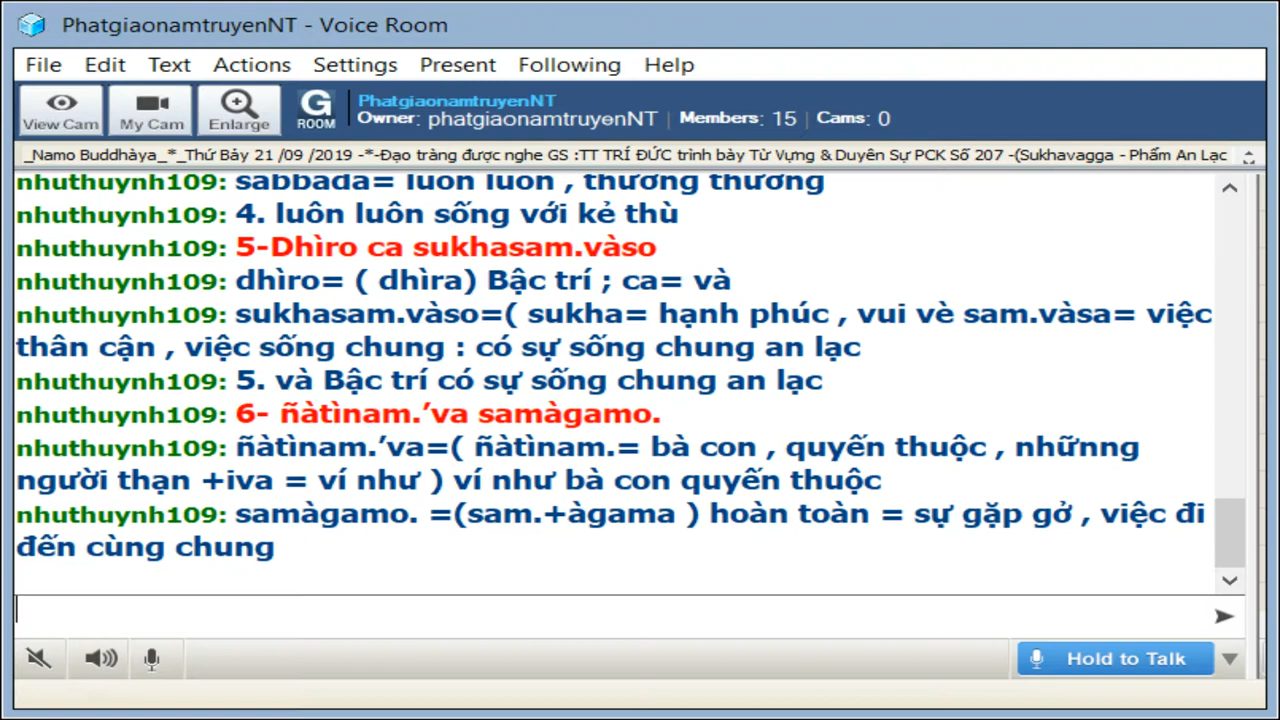 PhatgiaonamtruyenNT - Voice Room
File Edit Text Actions Settings Present Following Help
View Cam My Cam Enlarge G ROOM
PhatgiaonamtruyenNT
Owner: phatgiaonamtruyenNT | Members: 15 | Cams: 0
_Namo Buddhàya_*_Thứ Bảy 21 /09 /2019 -*-Đạo tràng được nghe GS :TT TRÍ ĐỨC trình bày Từ Vựng & Duyên Sự PCK Số 207 -(Sukhavagga - Phẩm An Lạc
nhuthuynh109: sabbadà= luôn luôn , thường thường
nhuthuynh109: 4. luôn luôn sống với kẻ thù
nhuthuynh109: 5-Dhìro ca sukhasam.vàso
nhuthuynh109: dhìro= ( dhìra) Bậc trí ; ca= và
nhuthuynh109: sukhasam.vàso=( sukha= hạnh phúc , vui vè sam.vàsa= việc
thân cận , việc sống chung : có sự sống chung an lạc
nhuthuynh109: 5. và Bậc trí có sự sống chung an lạc
nhuthuynh109: 6- ñàtìnam.’va samàgamo.
nhuthuynh109: ñàtìnam.’va=( ñàtìnam.= bà con , quyến thuộc , nhữnng
người thạn +iva = ví như ) ví như bà con quyến thuộc
nhuthuynh109: samàgamo. =(sam.+àgama ) hoàn toàn = sự gặp gở , việc đi
đến cùng chung
Hold to Talk